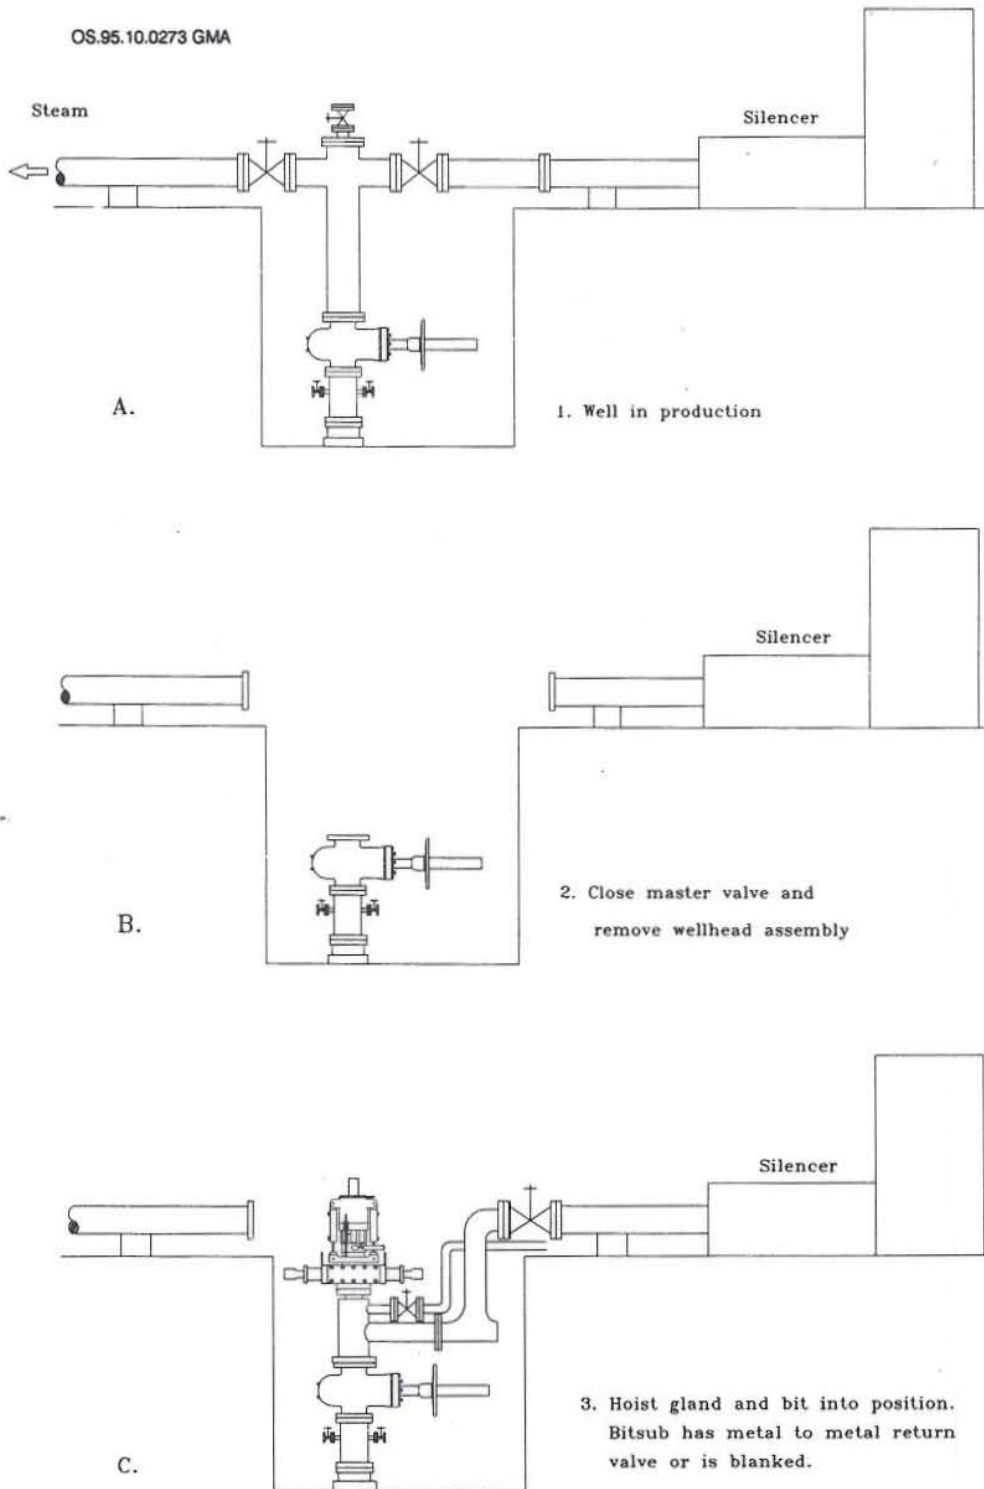 OS.95.10.0273 GMA
Steam
Silencer
A.
1. Well in production
Silencer
B.
2. Close master valve and
remove wellhead assembly
Silencer
C.
3. Hoist gland and bit into position.
Bitsub has metal to metal return
valve or is blanked.